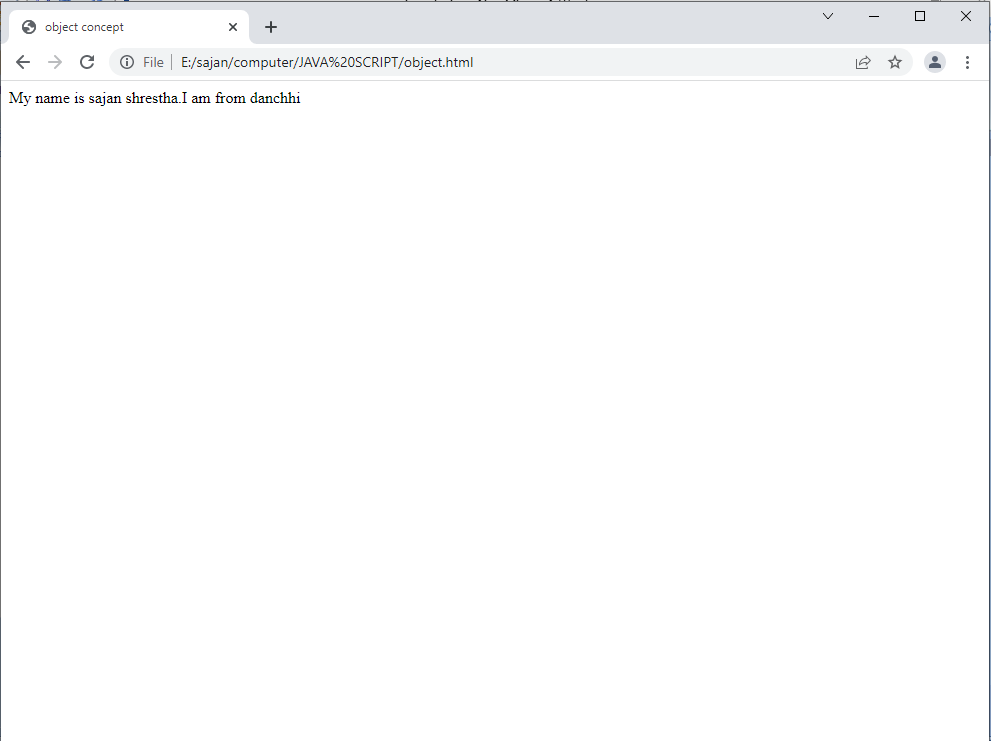 object concept
File E:/sajan/computer/JAVA%20SCRIPT/object.html
My name is sajan shrestha.I am from danchhi